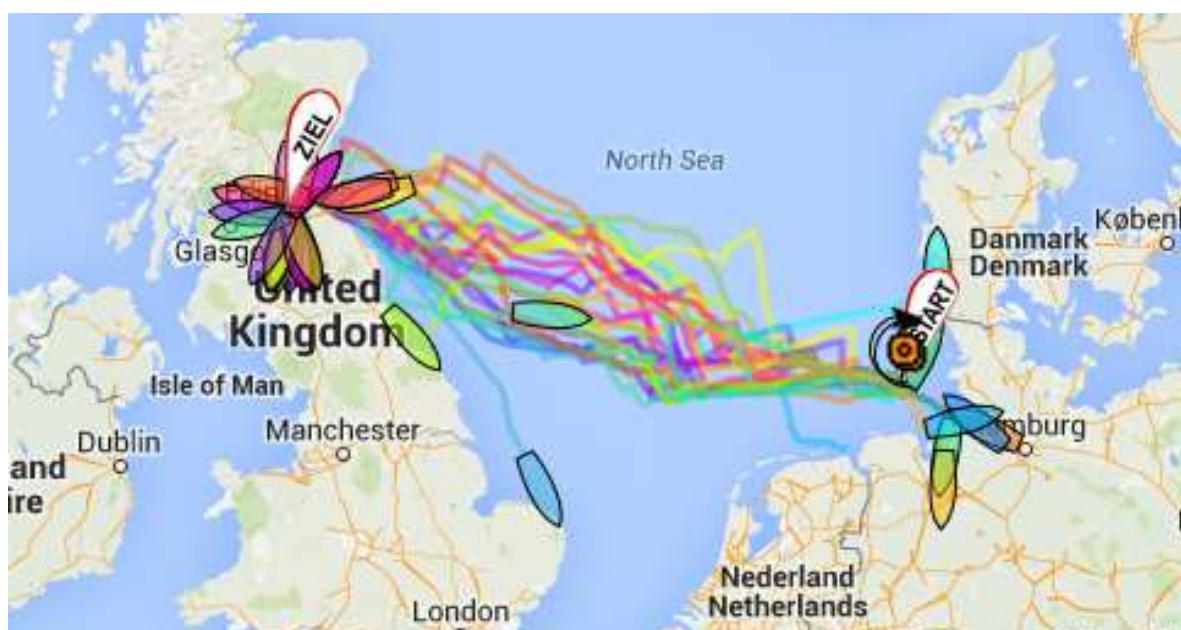 ZIEL
North Sea
Glasgo
United
Kingdom
København
Danmark
Denmark
START
Isle of Man
Manchester
Dublin
mburg
and
ire
Nederland
Netherlands
London